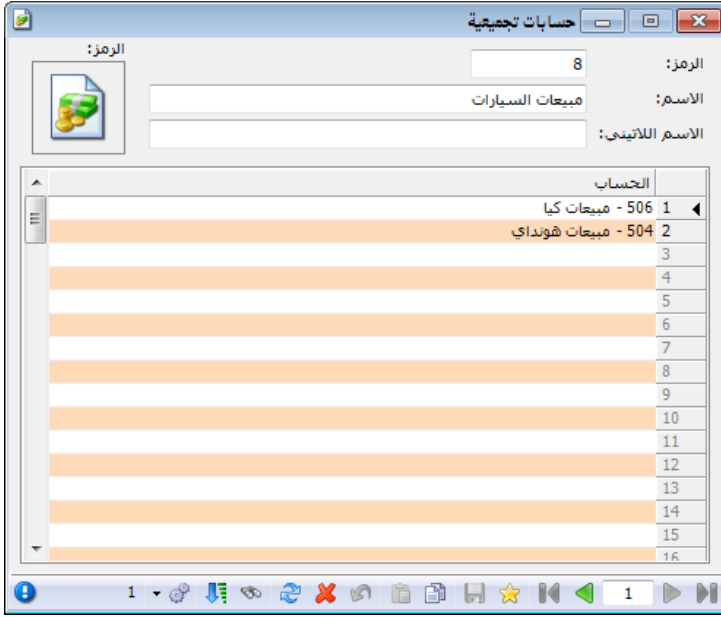 حسابات تجميعية
الرمز: 8
الرمز:
الاسم: مبيعات السيارات
الاسم اللاتيني:
الحساب
1 506 - مبيعات كيا
2 504 - مبيعات هونداي
3
4
5
6
7
8
9
10
11
12
13
14
15
16
1 1